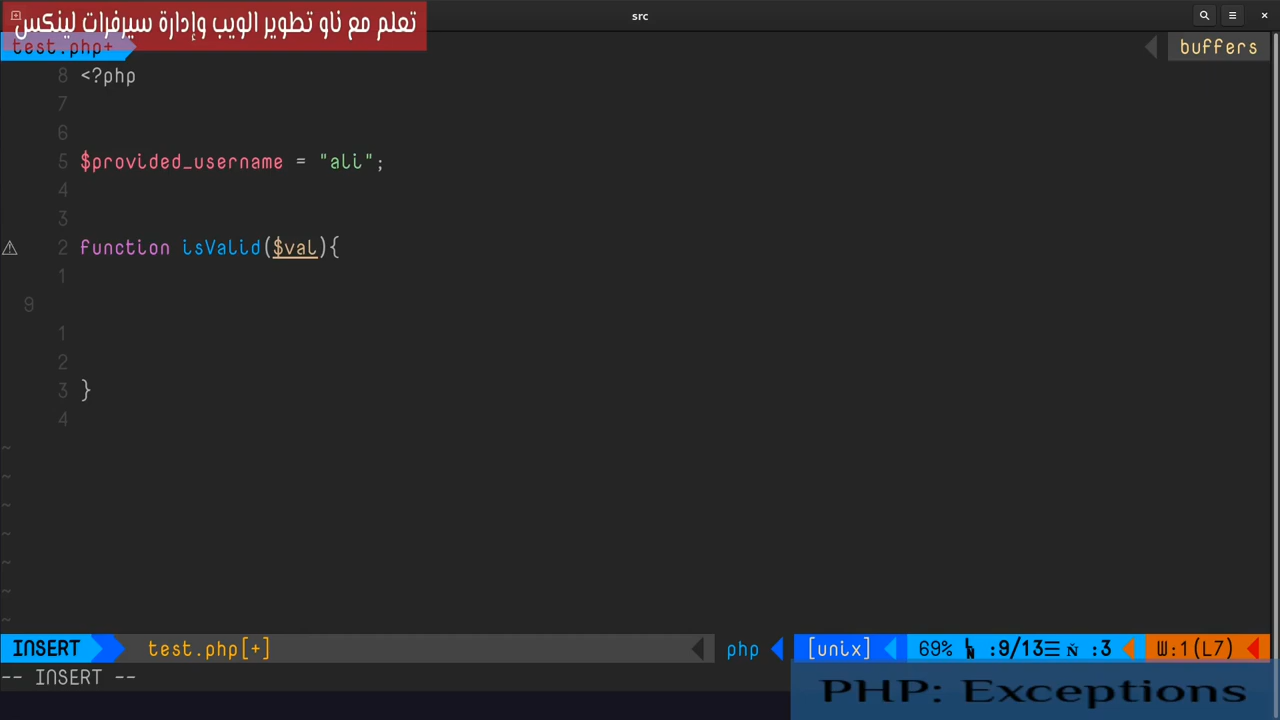 src
تعلم مع ناو تطوير الويب وإدارة سيرفرات لينكس
test.php+
buffers
8 <?php
7
6
5 $provided_username = "ali";
4
3
⚠ 2 function isValid($val){
1
9
1
2
3 }
4
~
~
~
~
~
~
~
INSERT test.php[+] php [unix] 69% :9/13☰ :3 W:1(L7)
-- INSERT --
PHP: Exceptions